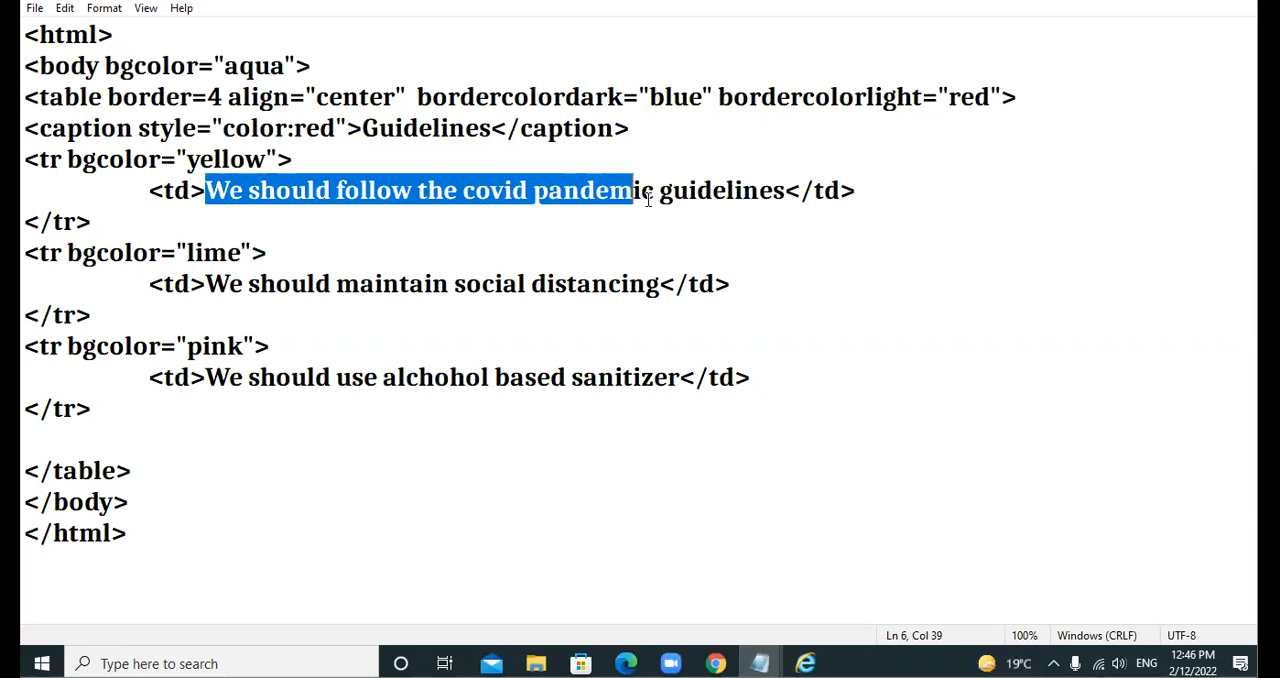 File Edit Format View Help
<html>
<body bgcolor="aqua">
<table border=4 align="center"  bordercolordark="blue" bordercolorlight="red">
<caption style="color:red">Guidelines</caption>
<tr bgcolor="yellow">
<td>We should follow the covid pandemic guidelines</td>
</tr>
<tr bgcolor="lime">
<td>We should maintain social distancing</td>
</tr>
<tr bgcolor="pink">
<td>We should use alchohol based sanitizer</td>
</tr>
</table>
</body>
</html>
Ln 6, Col 39 100% Windows (CRLF) UTF-8
Type here to search 19°C ENG 12:46 PM
2/12/2022